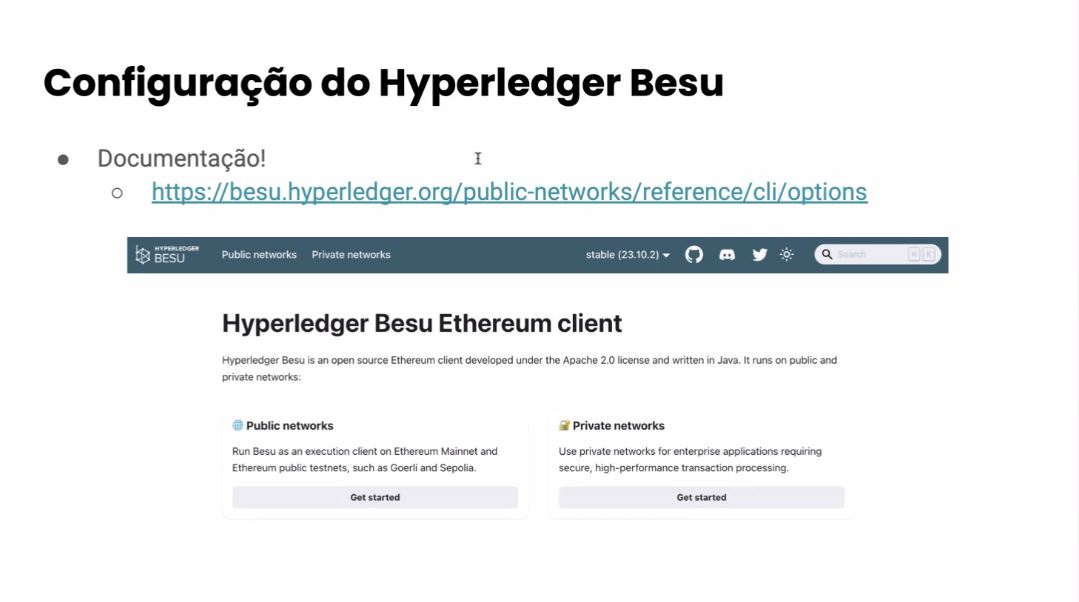 Configuração do Hyperledger Besu
● Documentação!
○ https://besu.hyperledger.org/public-networks/reference/cli/options
HYPERLEDGER
BESU
Public networks
Private networks
stable (23.10.2)
Search
K
Hyperledger Besu Ethereum client
Hyperledger Besu is an open source Ethereum client developed under the Apache 2.0 license and written in Java. It runs on public and
private networks:
Public networks
Run Besu as an execution client on Ethereum Mainnet and
Ethereum public testnets, such as Goerli and Sepolia.
Get started
Private networks
Use private networks for enterprise applications requiring
secure, high-performance transaction processing.
Get started